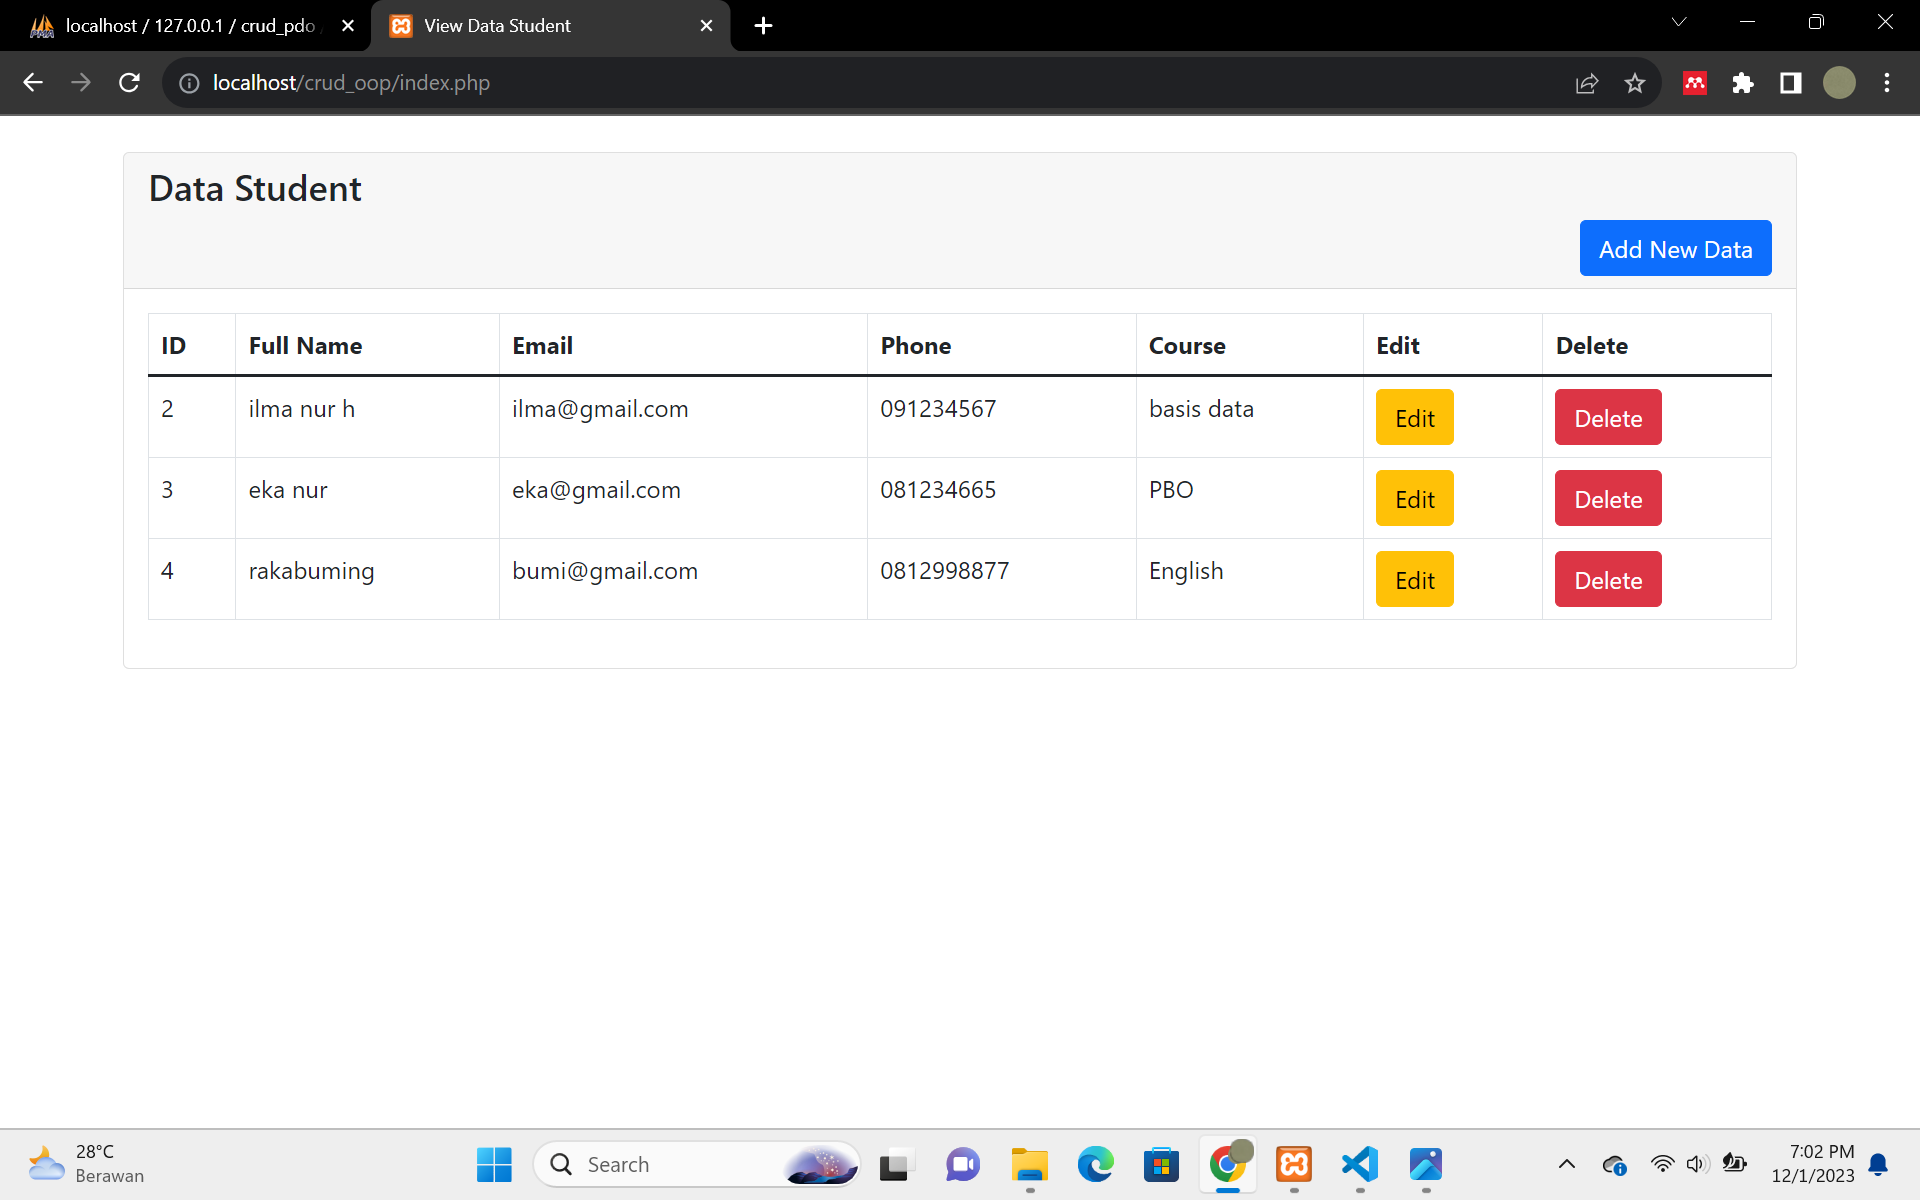 localhost / 127.0.0.1 / crud_pdo
View Data Student
localhost/crud_oop/index.php
Data Student
Add New Data
ID Full Name Email Phone Course Edit Delete
2 ilma nur h ilma@gmail.com 091234567 basis data Edit Delete
3 eka nur eka@gmail.com 081234665 PBO Edit Delete
4 rakabuming bumi@gmail.com 0812998877 English Edit Delete
28°C
Berawan
Search
7:02 PM
12/1/2023